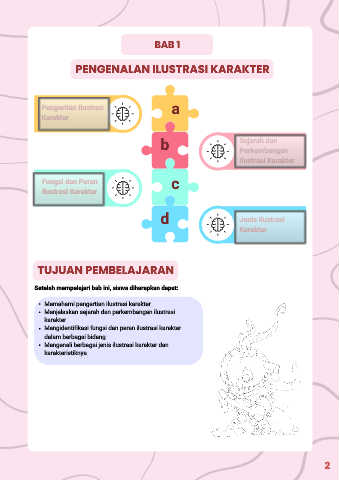 BAB 1
PENGENALAN ILUSTRASI KARAKTER
Pengertian Ilustrasi
Karakter
a
b
Sejarah dan
Perkembangan
Ilustrasi Karakter
Fungsi dan Peran
Ilustrasi Karakter
c
d
Jenis Ilustrasi
Karakter
TUJUAN PEMBELAJARAN
Setelah mempelajari bab ini, siswa diharapkan dapat:
• Memahami pengertian ilustrasi karakter
• Menjelaskan sejarah dan perkembangan ilustrasi
karakter
• Mengidentifikasi fungsi dan peran ilustrasi karakter
dalam berbagai bidang
• Mengenali berbagai jenis ilustrasi karakter dan
karakteristiknya
2